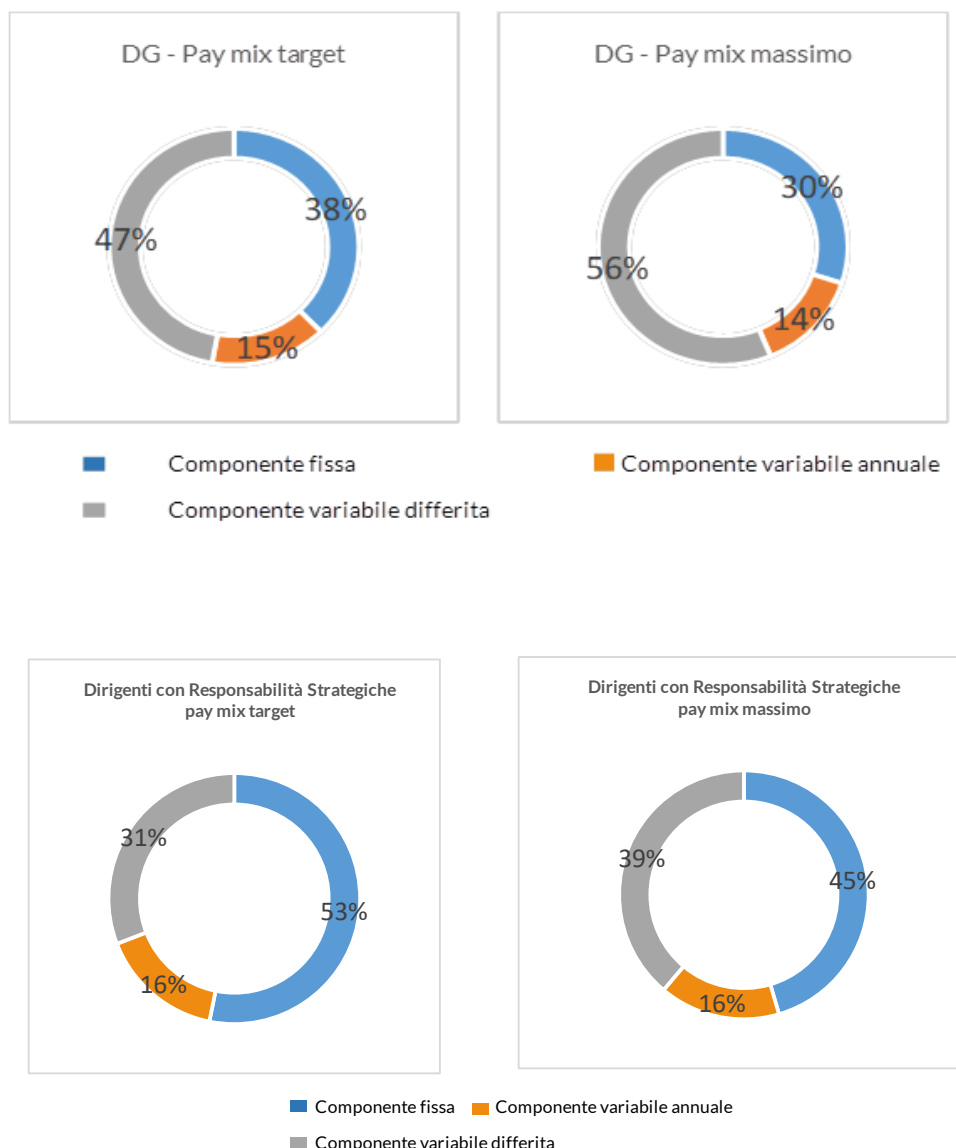 DG - Pay mix target
38%
47%
15%
DG - Pay mix massimo
30%
56%
14%
Componente fissa
Componente variabile annuale
Componente variabile differita
Dirigenti con Responsabilità Strategiche
pay mix target
31%
53%
16%
Dirigenti con Responsabilità Strategiche
pay mix massimo
39%
45%
16%
Componente fissa
Componente variabile annuale
Componente variabile differita